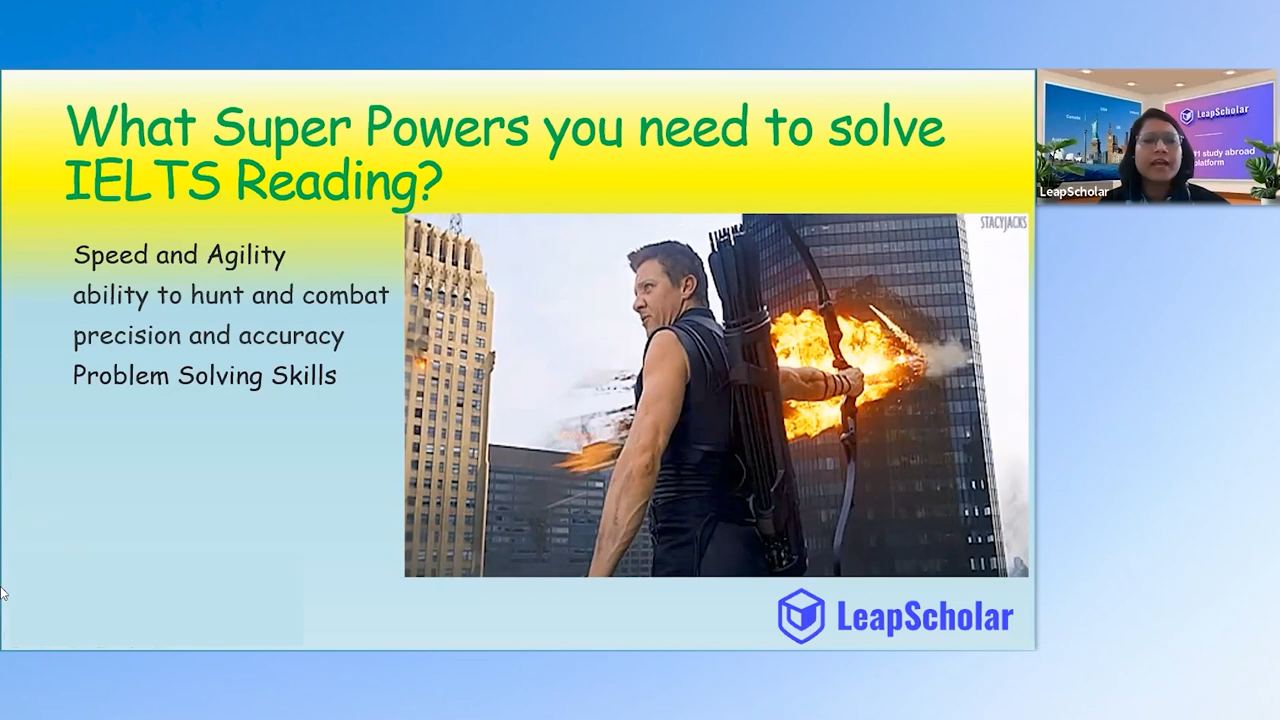 What Super Powers you need to solve
IELTS Reading?
Speed and Agility
ability to hunt and combat
precision and accuracy
Problem Solving Skills
STACYJACKS
LeapScholar
LeapScholar
#1 study abroad
platform
LeapScholar